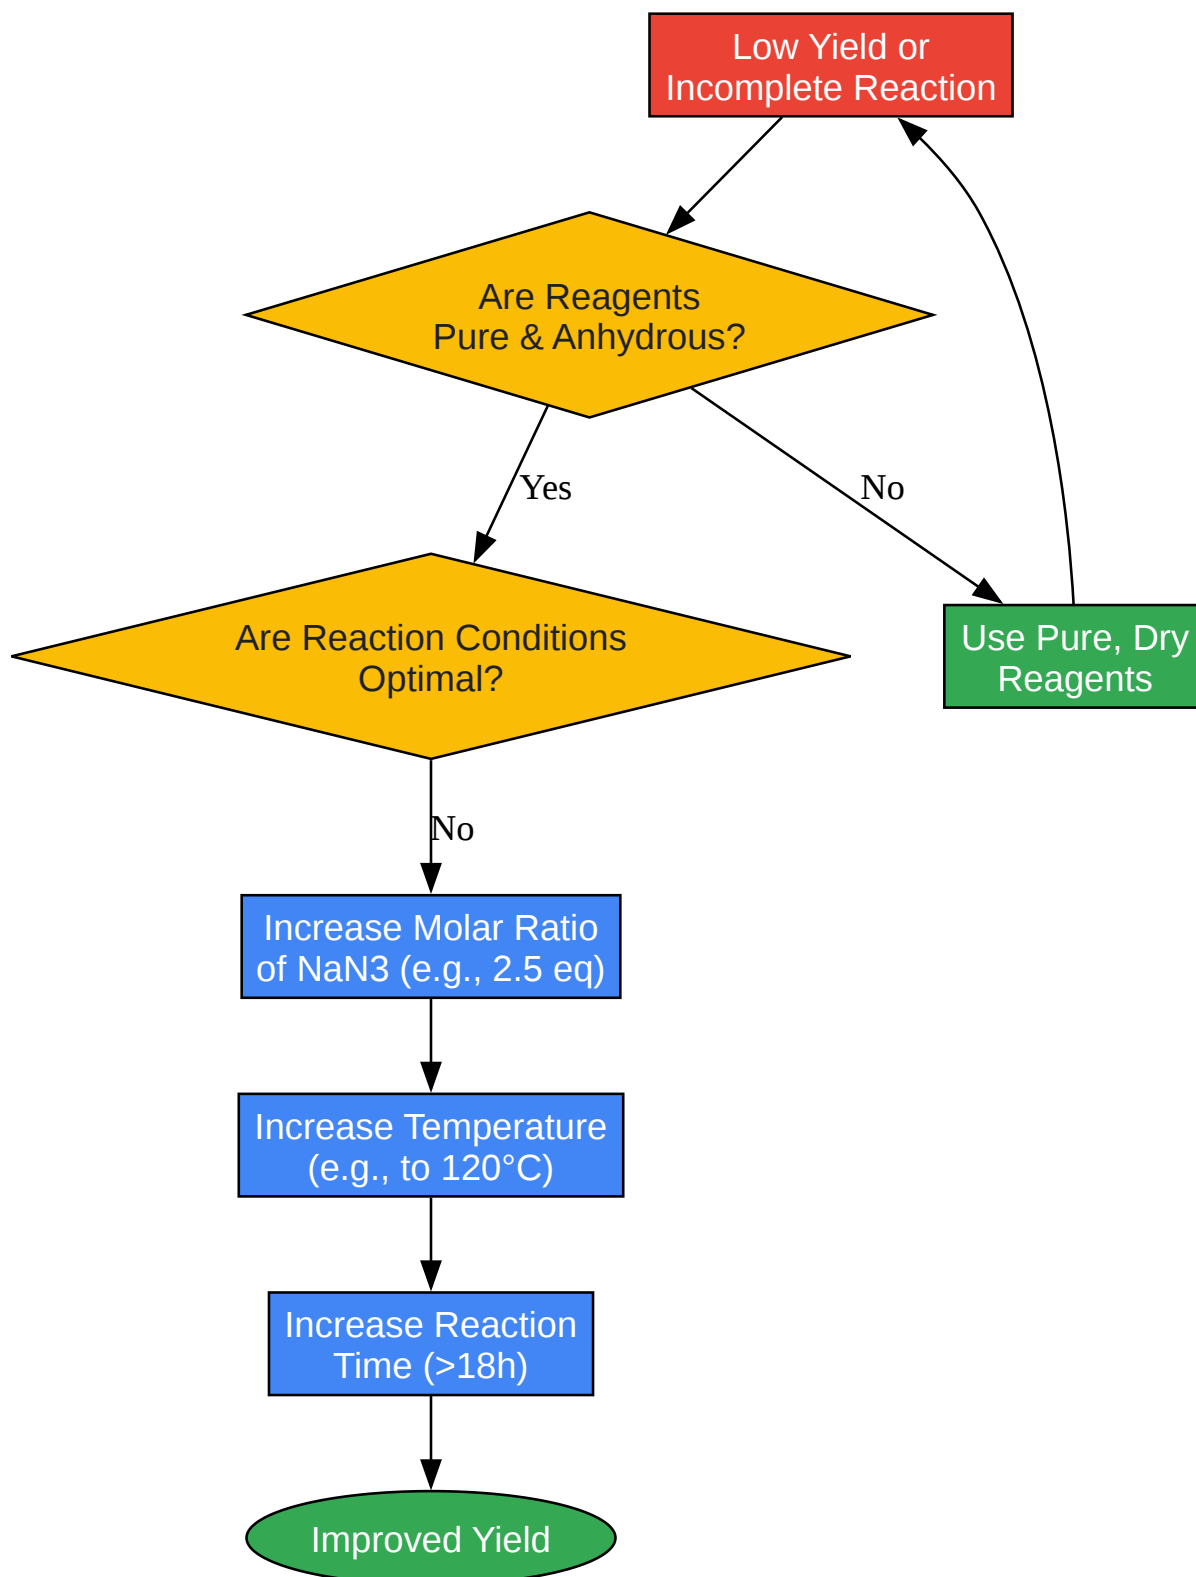 Low Yield or
Incomplete Reaction
Are Reagents
Pure & Anhydrous?
Yes
No
Are Reaction Conditions
Optimal?
Use Pure, Dry
Reagents
No
Increase Molar Ratio
of NaN3 (e.g., 2.5 eq)
Increase Temperature
(e.g., to 120°C)
Increase Reaction
Time (>18h)
Improved Yield